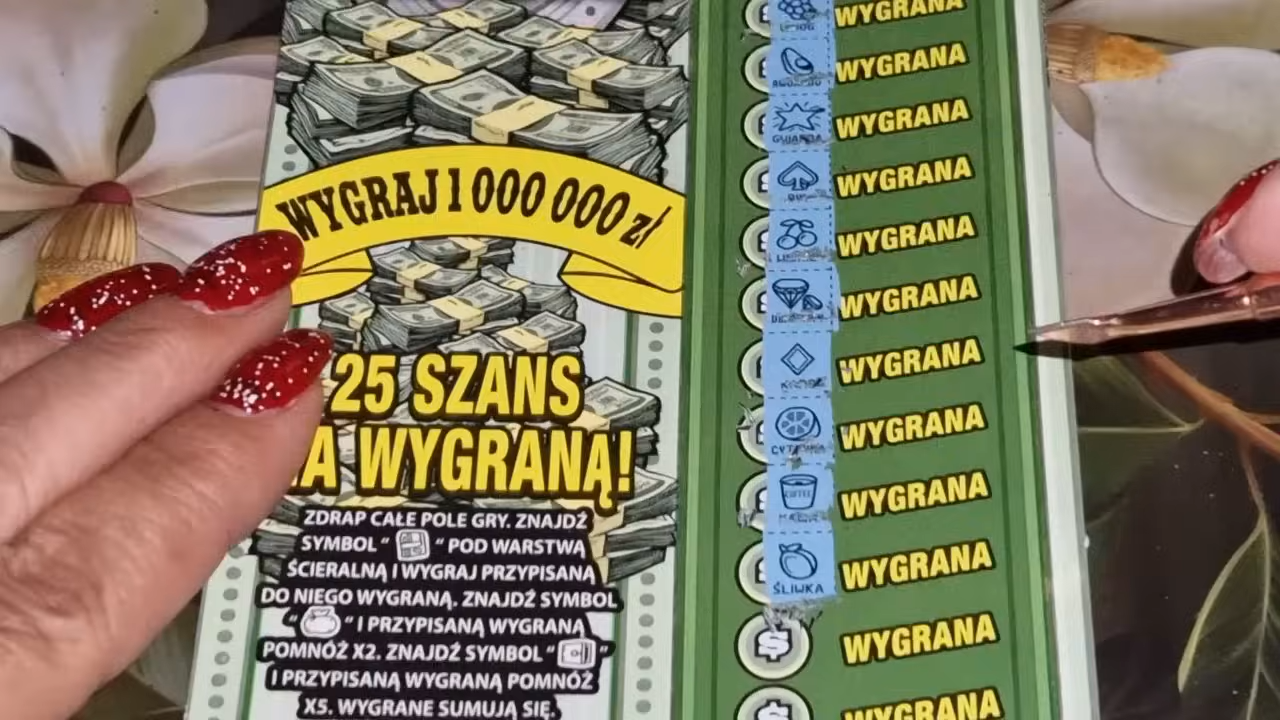 WYGRAJ 1 000 000 zł
25 SZANS
A WYGRANĄ!
ZDRAP CAŁE POLE GRY. ZNAJDŹ
SYMBOL “ “ POD WARSTWĄ
ŚCIERALNĄ I WYGRAJ PRZYPISANĄ
DO NIEGO WYGRANĄ. ZNAJDŹ SYMBOL
“ ” I PRZYPISANĄ WYGRANĄ
POMNÓŻ X2. ZNAJDŹ SYMBOL “ ”
I PRZYPISANĄ WYGRANĄ POMNÓŻ
X5. WYGRANE SUMUJĄ SIĘ.
WYGRANA
WYGRANA
GWIAZDA WYGRANA
WYGRANA
WYGRANA
WYGRANA
WYGRANA
CYTRYNA WYGRANA
COFFEE WYGRANA
ŚLIWKA WYGRANA
$ WYGRANA
$ WYGRANA